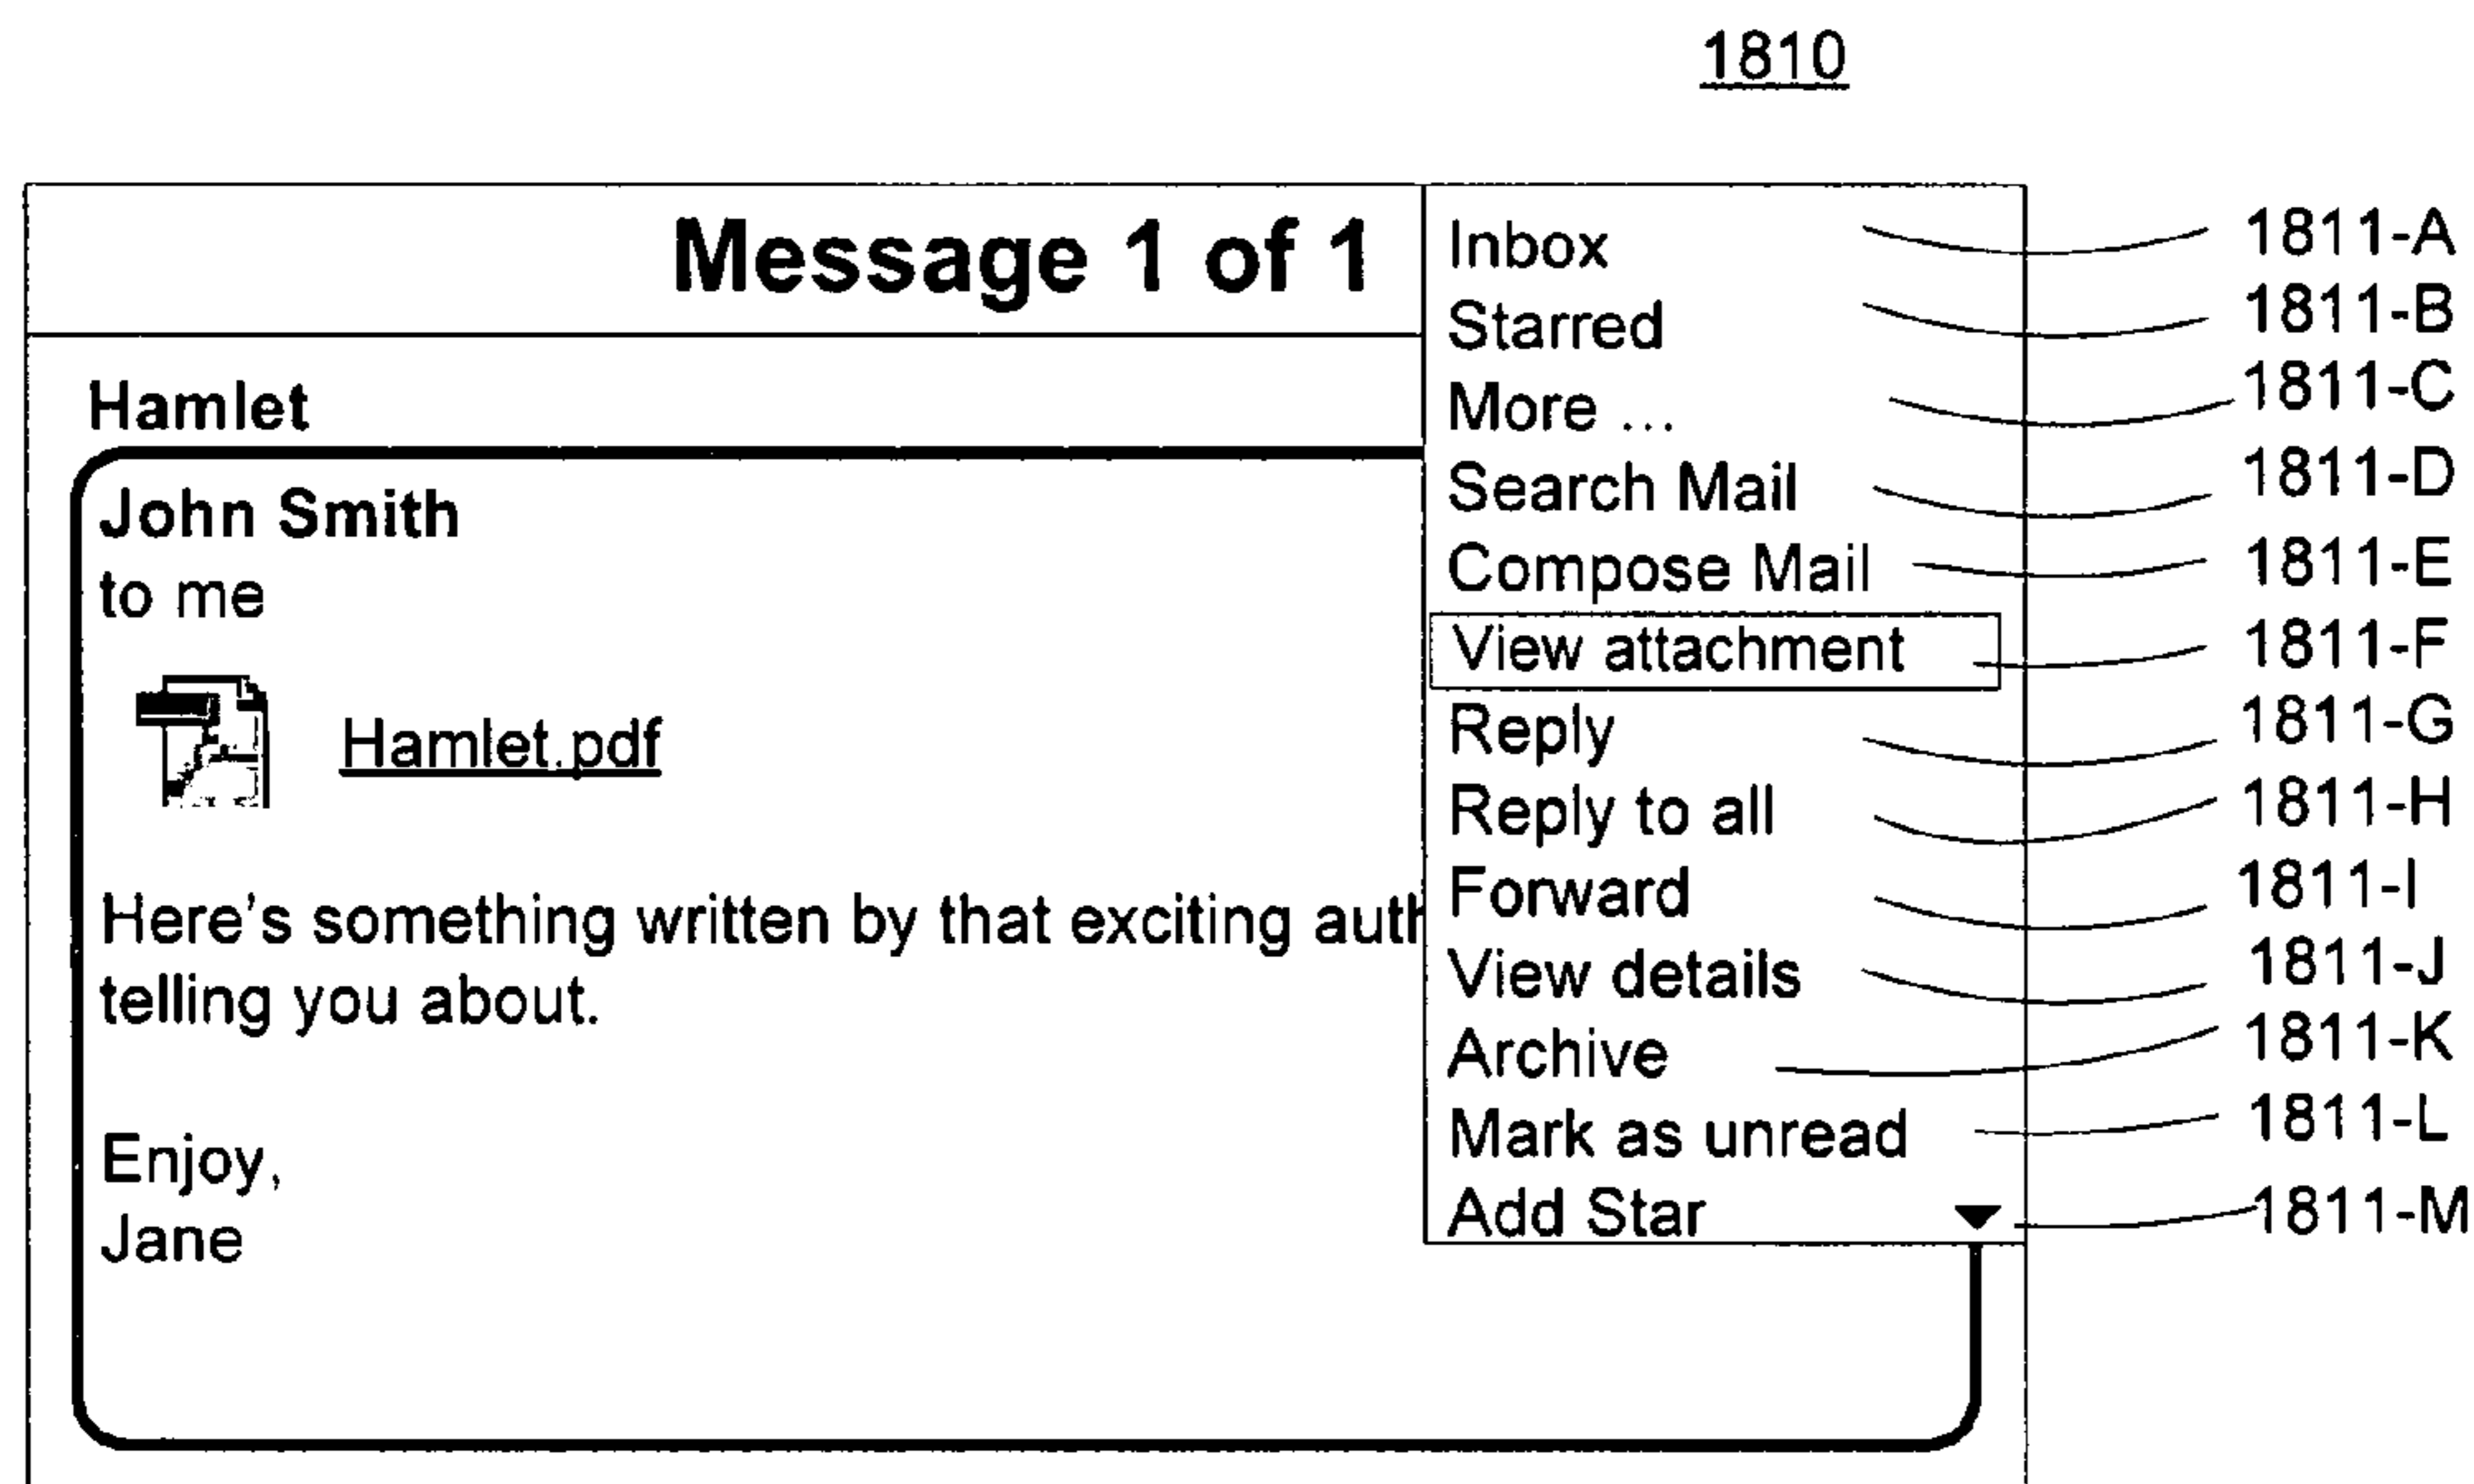 1810
Message 1 of 1
Hamlet
John Smith
to me
Hamlet.pdf
Here's something written by that exciting
telling you about.
Enjoy,
Jane
Inbox
Starred
More ...
Search Mail
Compose Mail
View attachment
Reply
Reply to all
Forward
View details
Archive
Mark as unread
Add Star
1811-A
1811-B
1811-C
1811-D
1811-E
1811-F
1811-G
1811-H
1811-I
1811-J
1811-K
1811-L
1811-M